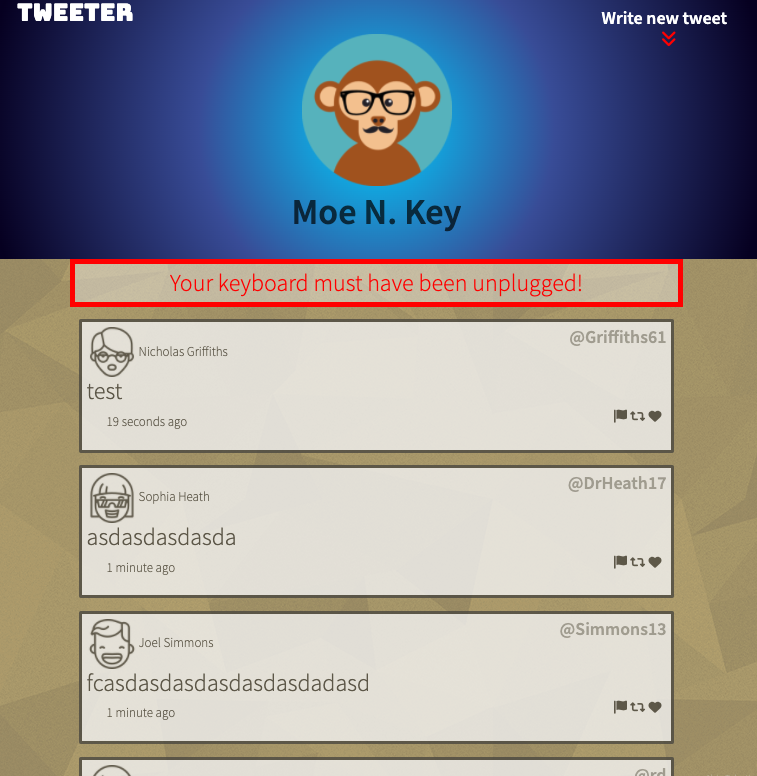 TWEETER
Write new tweet
Moe N. Key
Your keyboard must have been unplugged!
Nicholas Griffiths
@Griffiths61
test
19 seconds ago
Sophia Heath
@DrHeath17
asdasdasdasda
1 minute ago
Joel Simmons
@Simmons13
fcasdasdasdasdasdasdadasd
1 minute ago
@rd